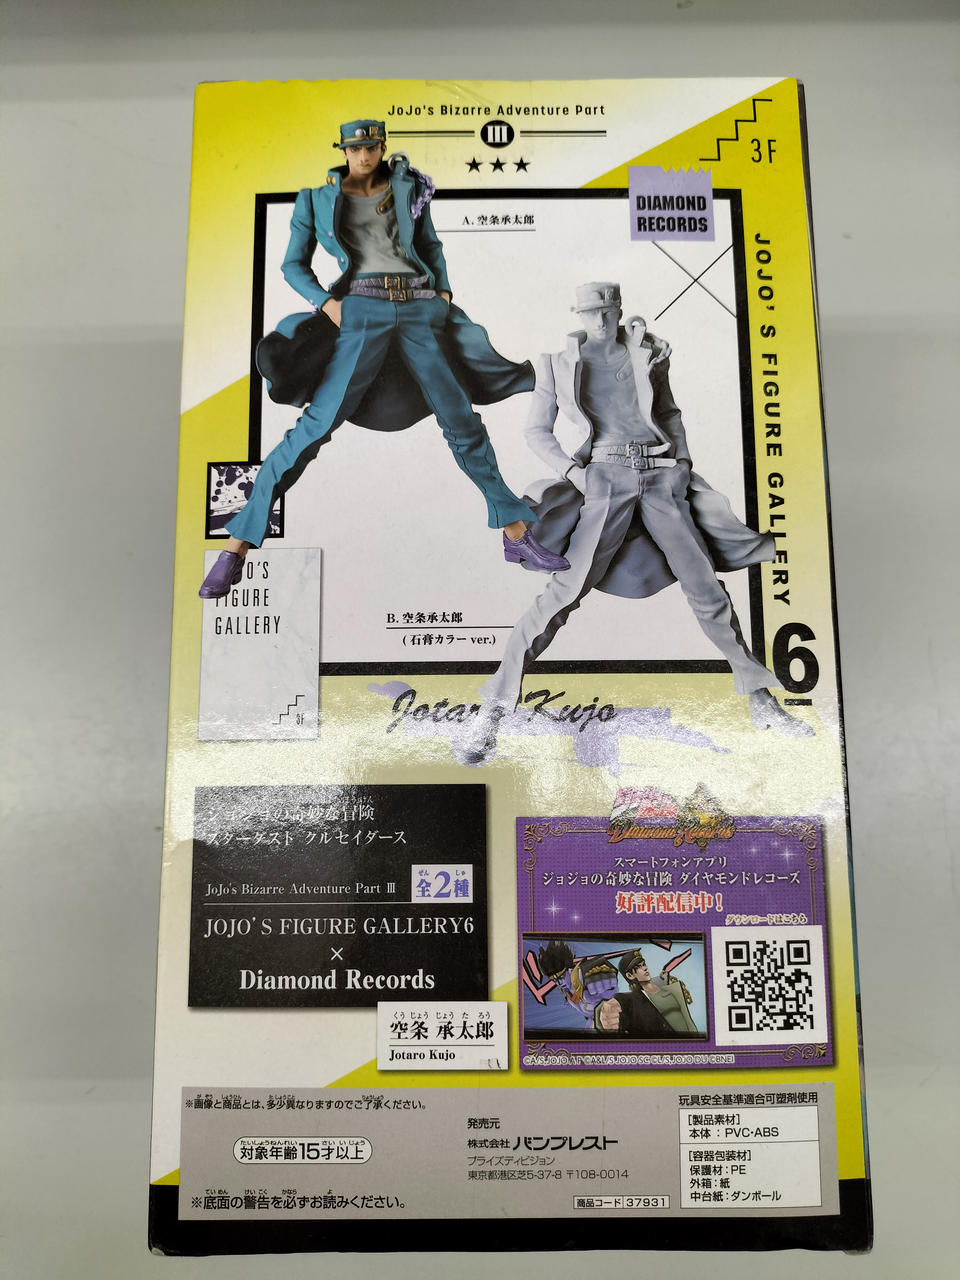 JoJo's Bizarre Adventure Part
III
★★★
3F
DIAMOND
RECORDS
A. 空条承太郎
JOJO'S FIGURE GALLERY
6
JOJO'S
FIGURE
GALLERY
3F
B. 空条承太郎
(石膏カラー ver.)
Jotaro Kujo
ジョジョの奇妙な冒険
スターダスト クルセイダース
JoJo's Bizarre Adventure Part III
全2種
JOJO'S FIGURE GALLERY6
×
Diamond Records
空条 承太郎
Jotaro Kujo
Diamond Records
スマートフォンアプリ
ジョジョの奇妙な冒険 ダイヤモンドレコーズ
好評配信中!
ダウンロードはこちら
※画像と商品とは、多少異なりますのでご了承ください。
対象年齢15才以上
※底面の警告を必ずお読みください。
発売元
株式会社 バンプレスト
プライズディビジョン
東京都港区芝5-37-8 〒108-0014
商品コード 37931
玩具安全基準適合可塑剤使用
[製品素材]
本体:PVC・ABS
[容器包装材]
保護材:PE
外箱:紙
中台紙:ダンボール